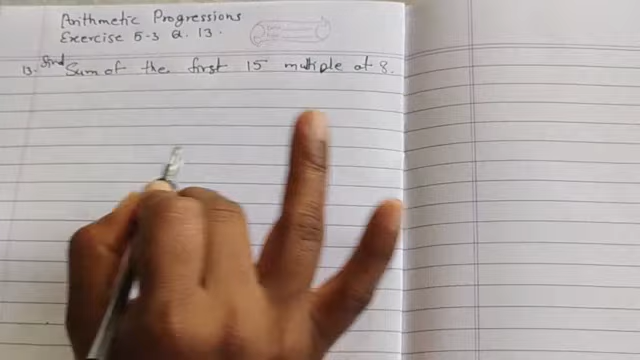 Arithmetic Progressions
Exercise 5.3 Q. 13.
13. find Sum of the first 15 multiple of 8.